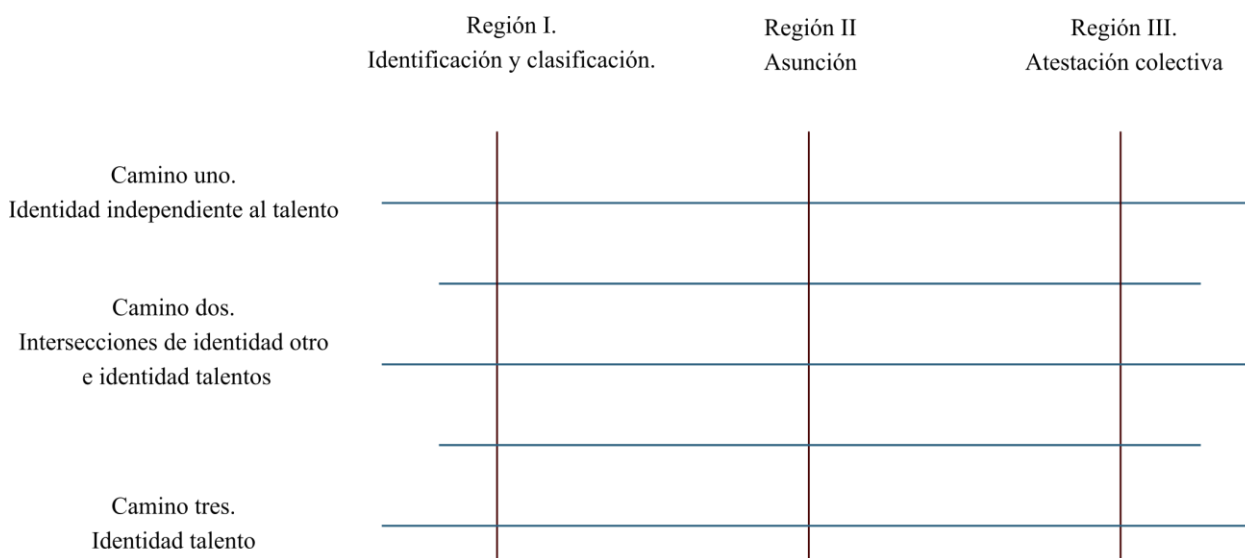 Región I.
Identificación y clasificación.
Región II
Asunción
Región III.
Atestación colectiva
Camino uno.
Identidad independiente al talento
Camino dos.
Intersecciones de identidad otro
e identidad talentos
Camino tres.
Identidad talento